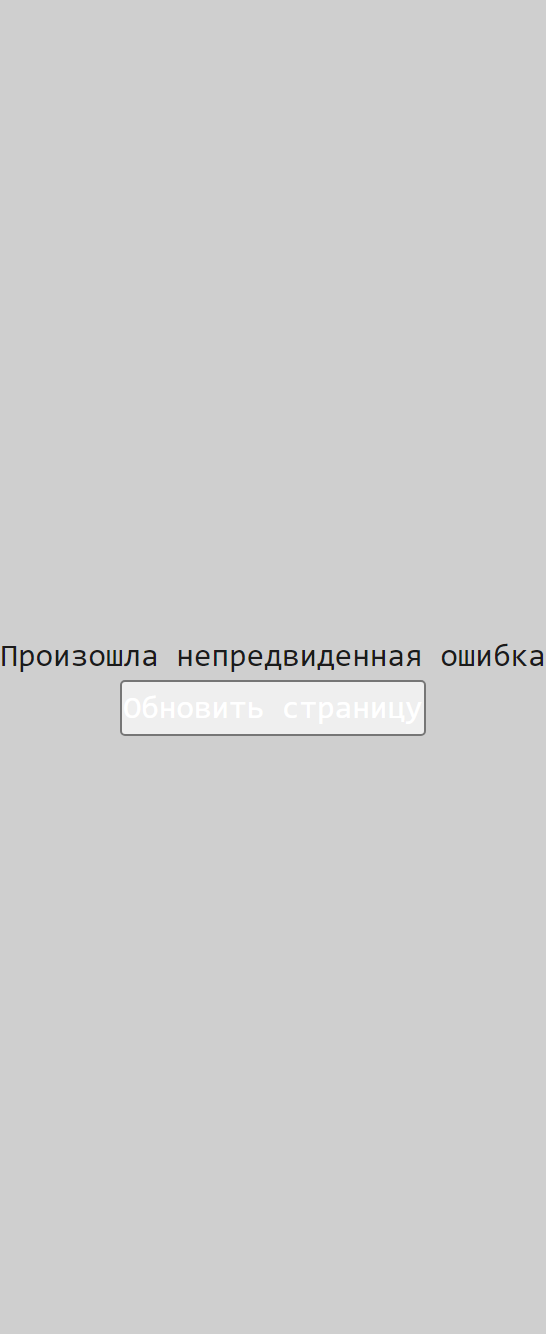 Произошла непредвиденная ошибка
Обновить страницу